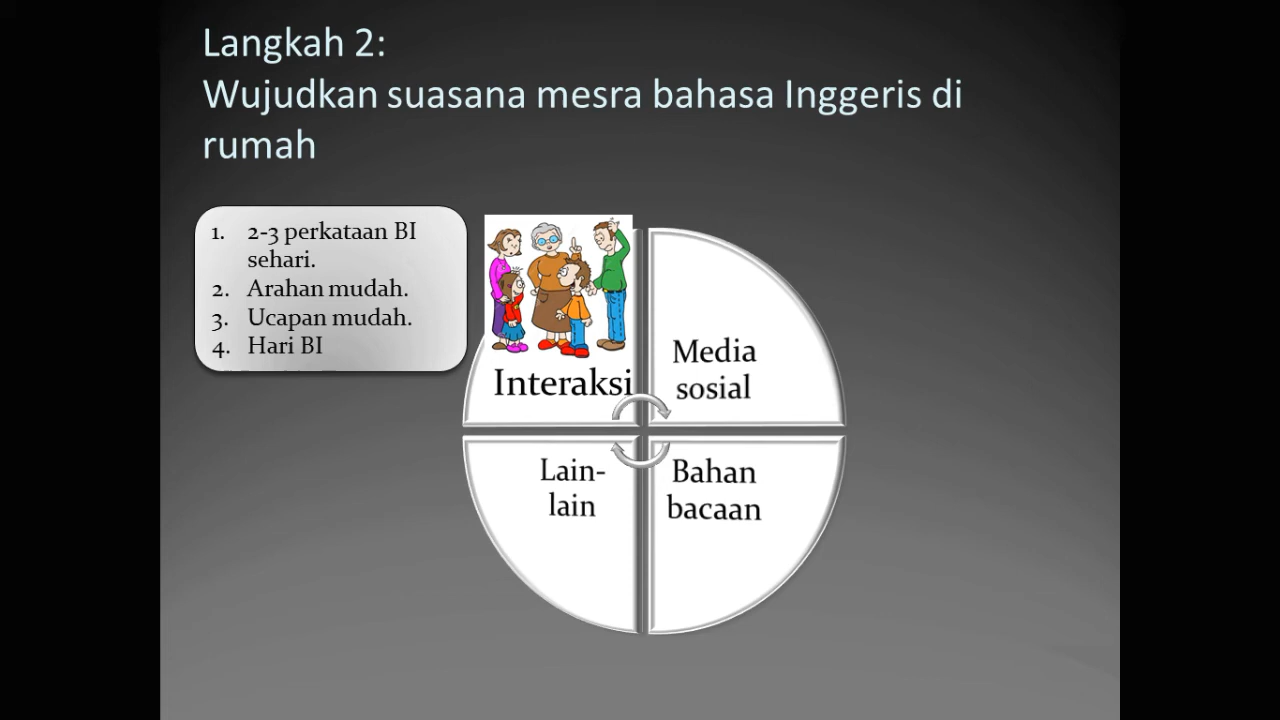 Langkah 2:
Wujudkan suasana mesra bahasa Inggeris di
rumah
1. 2-3 perkataan BI
sehari.
2. Arahan mudah.
3. Ucapan mudah.
4. Hari BI
Interaksi
Media
sosial
Lain-
lain
Bahan
bacaan